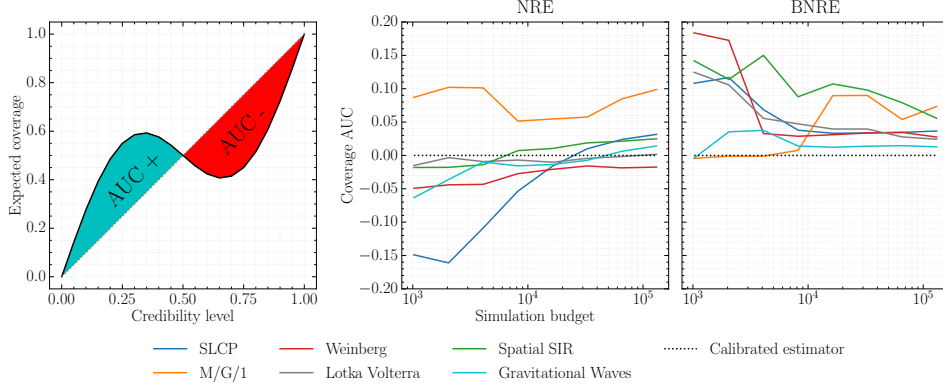 NRE
BNRE
Expected coverage
1.0
0.8
0.6
0.4
0.2
0.0
AUC +
AUC -
0.00 0.25 0.50 0.75 1.00
Credibility level
Coverage AUC
0.20
0.15
0.10
0.05
0.00
−0.05
−0.10
−0.15
−0.20
10³ 10⁴ 10⁵
Simulation budget
10³ 10⁴ 10⁵
SLCP Weinberg Spatial SIR Calibrated estimator
M/G/1 Lotka Volterra Gravitational Waves